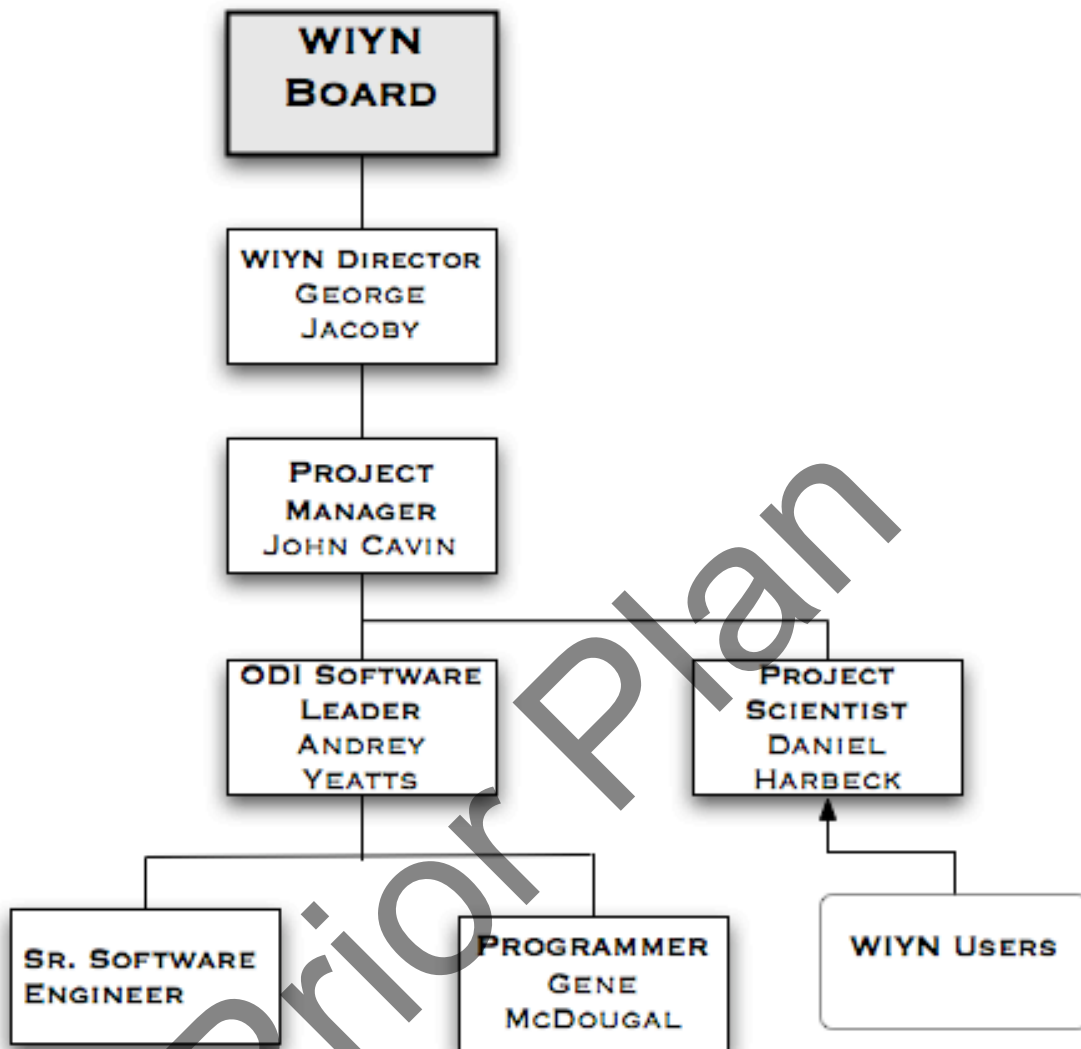 WIYN
BOARD
WIYN DIRECTOR
GEORGE
JACOBY
PROJECT
MANAGER
JOHN CAVIN
ODI SOFTWARE
LEADER
ANDREY
YEATTS
PROJECT
SCIENTIST
DANIEL
HARBECK
SR. SOFTWARE
ENGINEER
PROGRAMMER
GENE
MCDOUGAL
WIYN USERS
Prior Plan